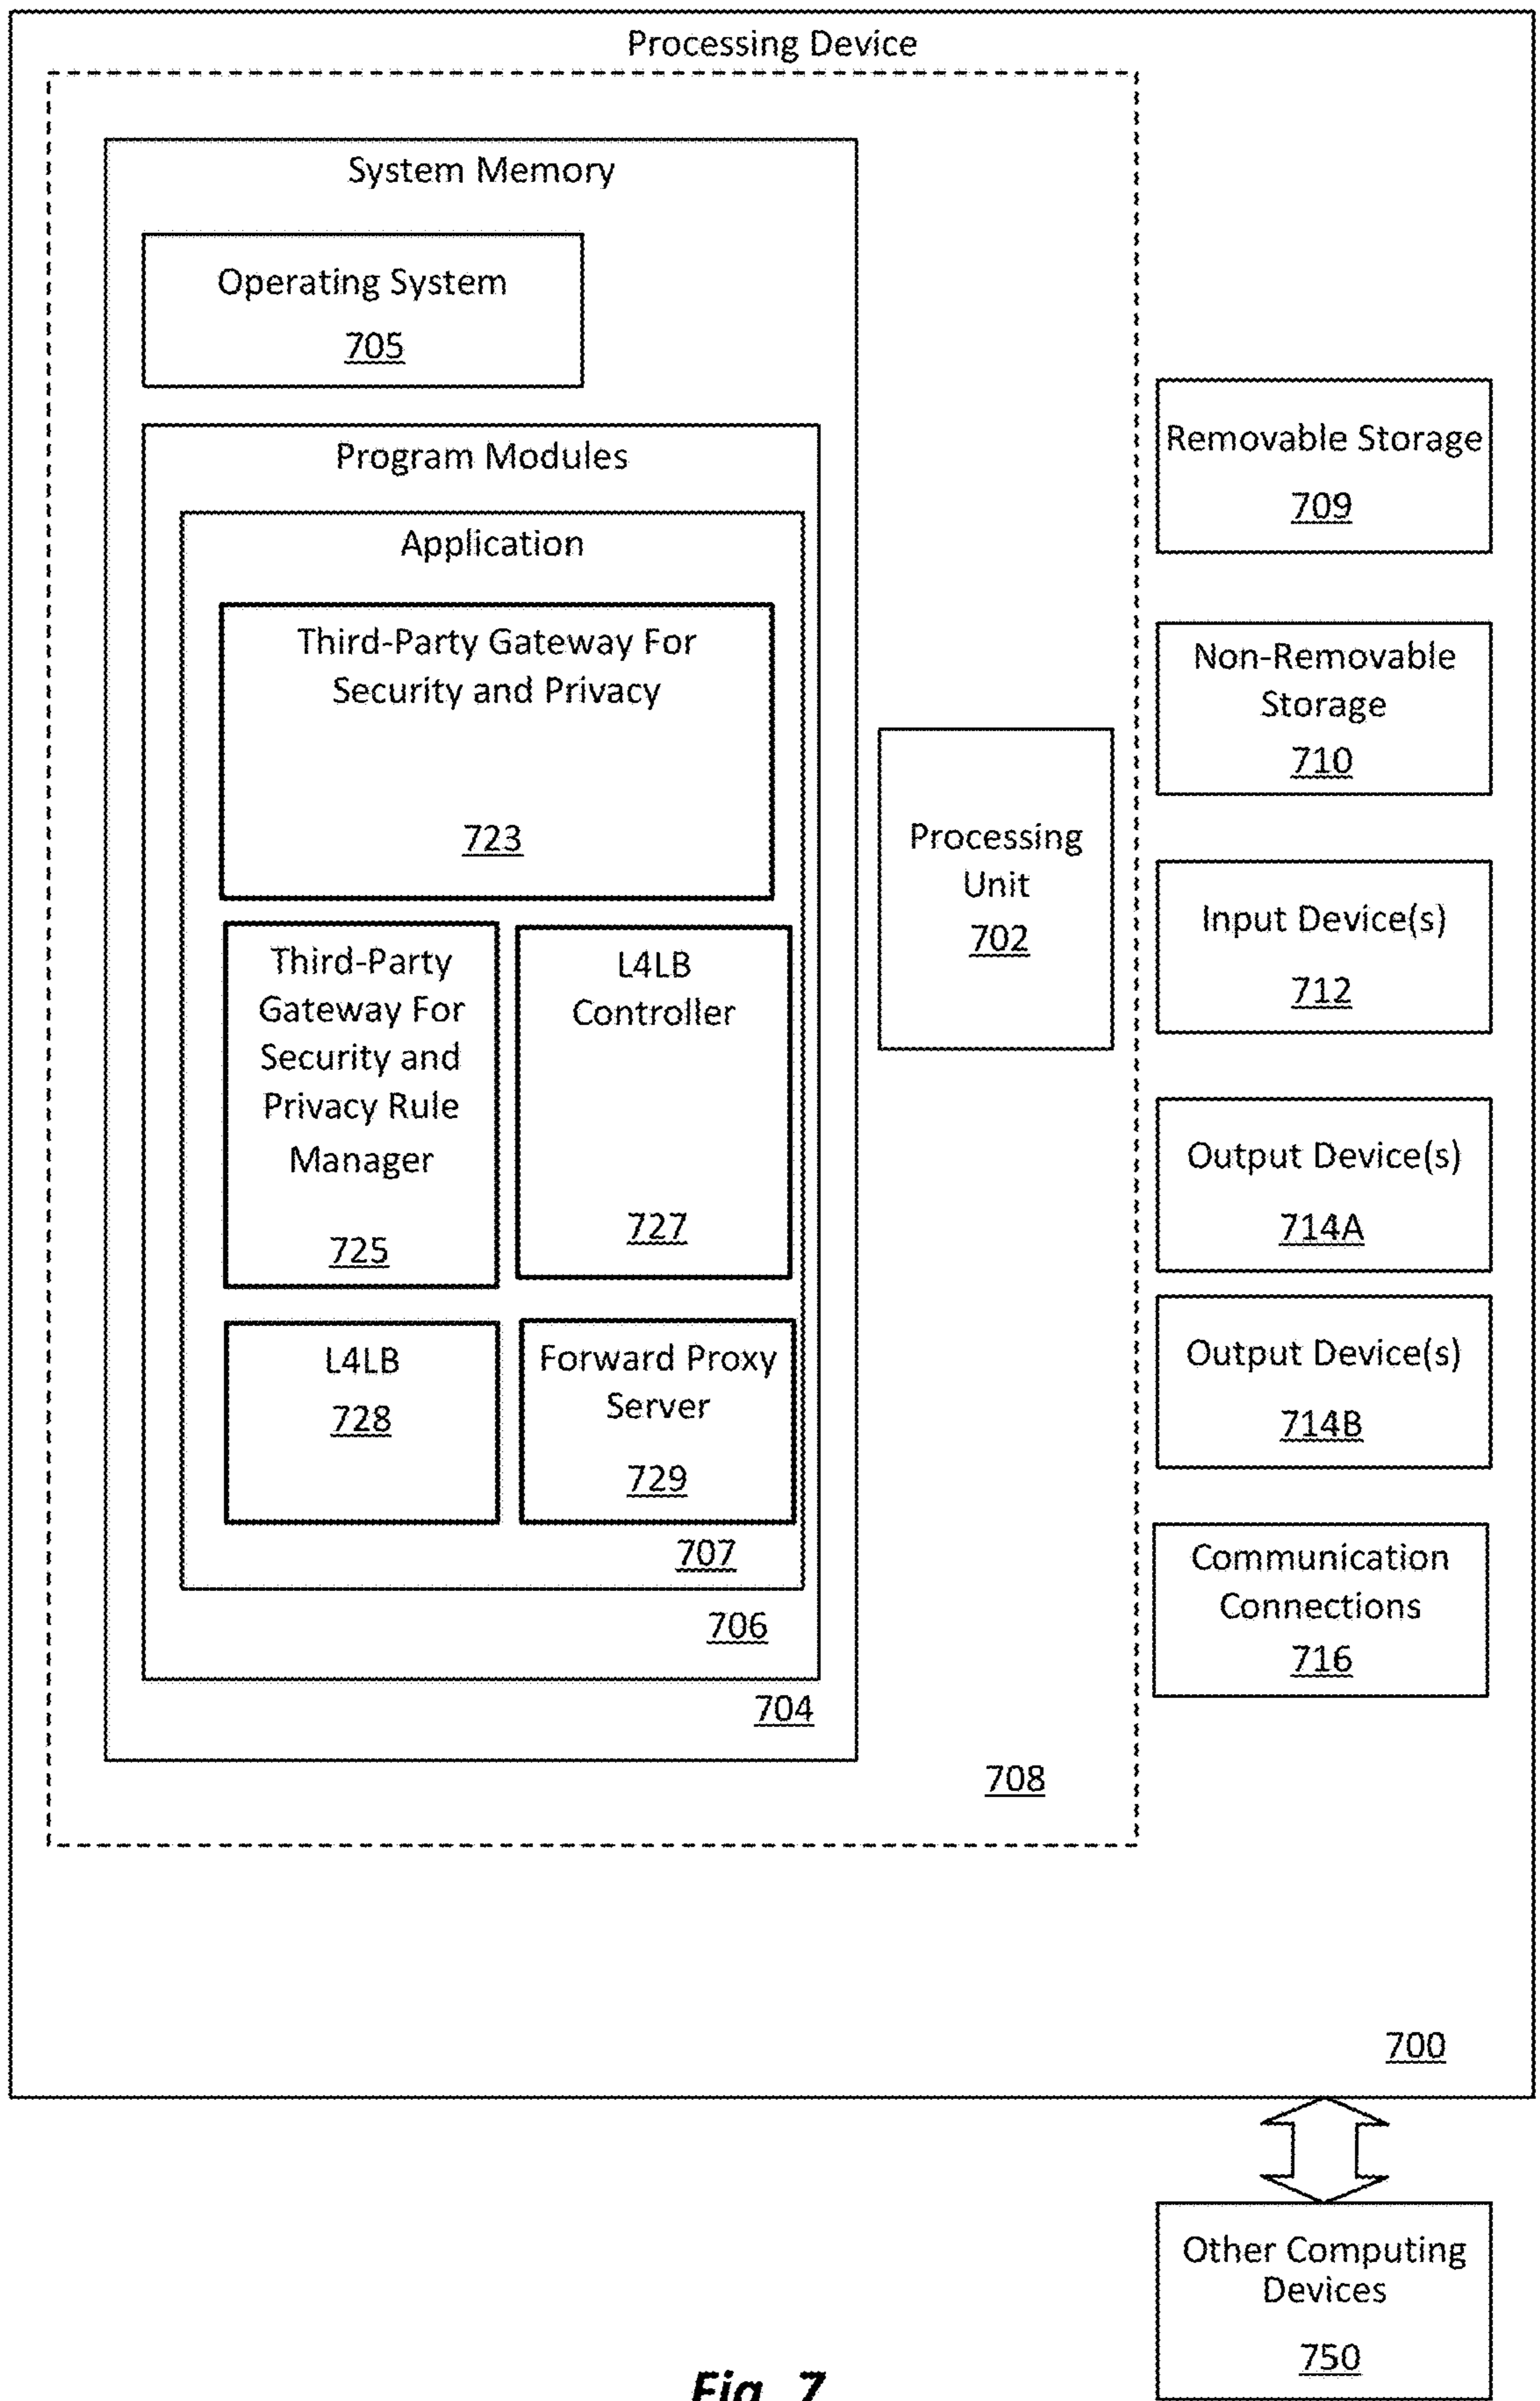 Processing Device
System Memory
Operating System
705
Program Modules
Application
Third-Party Gateway For
Security and Privacy
723
Third-Party
Gateway For
Security and
Privacy Rule
Manager
725
L4LB
Controller
727
L4LB
728
Forward Proxy
Server
729
707
706
704
Processing
Unit
702
708
Removable Storage
709
Non-Removable
Storage
710
Input Device(s)
712
Output Device(s)
714A
Output Device(s)
714B
Communication
Connections
716
700
Other Computing
Devices
750
Fig. 7